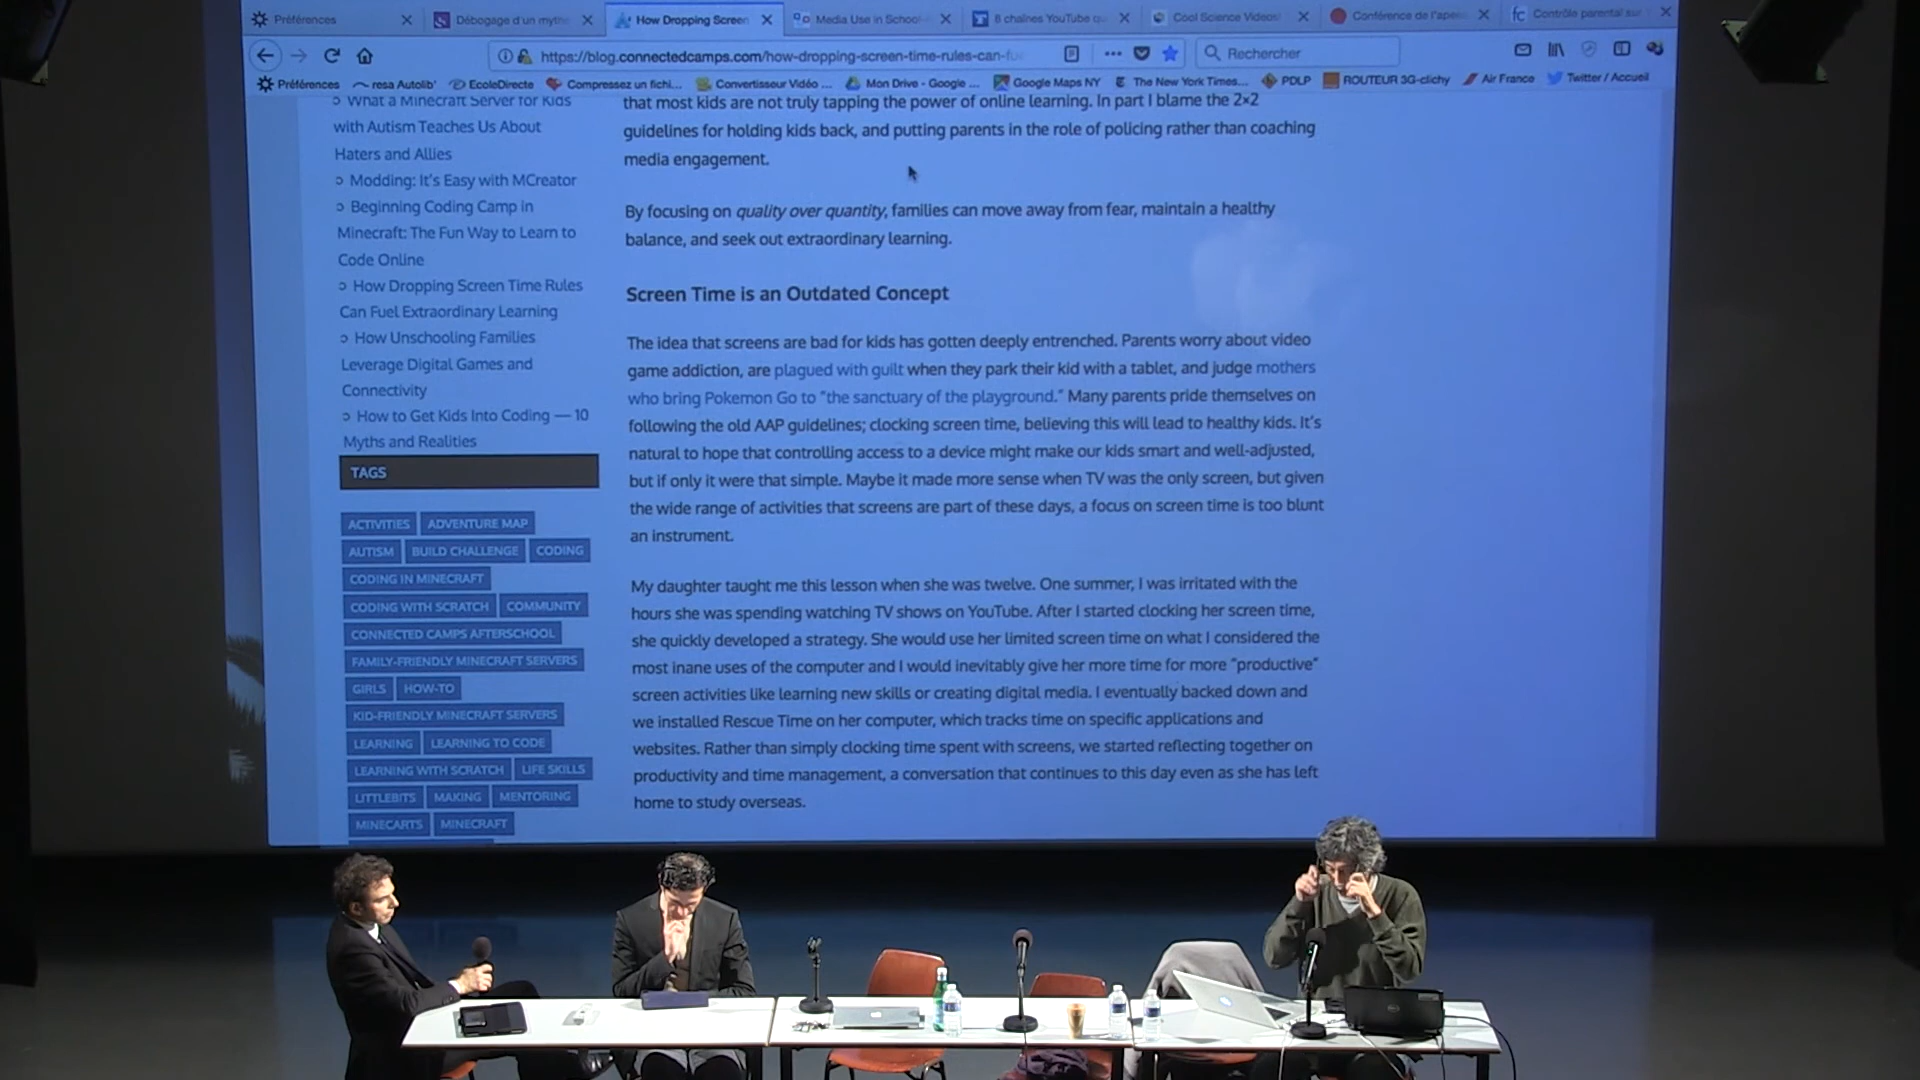 Préférences
Débogage d'un mythe
How Dropping Screen
Media Use in School-
8 chaînes YouTube
Cool Science Videos!
Conférence de l'
Contrôle parental sur
https://blog.connectedcamps.com/how-dropping-screen-time-rules-can-fue
Rechercher
Préférences
resa Autolib'
EcoleDirecte
Compressez un fichi...
Convertisseur Vidéo ...
Mon Drive - Google ...
Google Maps NY
The New York Times...
PDLP
ROUTEUR 3G-clichy
Air France
Twitter / Accueil
What a Minecraft Server for Kids
with Autism Teaches Us About
Haters and Allies
Modding: It's Easy with MCreator
Beginning Coding Camp in
Minecraft: The Fun Way to Learn to
Code Online
How Dropping Screen Time Rules
Can Fuel Extraordinary Learning
How Unschooling Families
Leverage Digital Games and
Connectivity
How to Get Kids Into Coding — 10
Myths and Realities
TAGS
ACTIVITIES ADVENTURE MAP
AUTISM BUILD CHALLENGE CODING
CODING IN MINECRAFT
CODING WITH SCRATCH COMMUNITY
CONNECTED CAMPS AFTERSCHOOL
FAMILY-FRIENDLY MINECRAFT SERVERS
GIRLS HOW-TO
KID-FRIENDLY MINECRAFT SERVERS
LEARNING LEARNING TO CODE
LEARNING WITH SCRATCH LIFE SKILLS
LITTLEBITS MAKING MENTORING
MINECARTS MINECRAFT
that most kids are not truly tapping the power of online learning. In part I blame the 2×2
guidelines for holding kids back, and putting parents in the role of policing rather than coaching
media engagement.
By focusing on quality over quantity, families can move away from fear, maintain a healthy
balance, and seek out extraordinary learning.
Screen Time is an Outdated Concept
The idea that screens are bad for kids has gotten deeply entrenched. Parents worry about video
game addiction, are plagued with guilt when they park their kid with a tablet, and judge mothers
who bring Pokemon Go to "the sanctuary of the playground." Many parents pride themselves on
following the old AAP guidelines; clocking screen time, believing this will lead to healthy kids. It's
natural to hope that controlling access to a device might make our kids smart and well-adjusted,
but if only it were that simple. Maybe it made more sense when TV was the only screen, but given
the wide range of activities that screens are part of these days, a focus on screen time is too blunt
an instrument.
My daughter taught me this lesson when she was twelve. One summer, I was irritated with the
hours she was spending watching TV shows on YouTube. After I started clocking her screen time,
she quickly developed a strategy. She would use her limited screen time on what I considered the
most inane uses of the computer and I would inevitably give her more time for more "productive"
screen activities like learning new skills or creating digital media. I eventually backed down and
we installed Rescue Time on her computer, which tracks time on specific applications and
websites. Rather than simply clocking time spent with screens, we started reflecting together on
productivity and time management, a conversation that continues to this day even as she has left
home to study overseas.